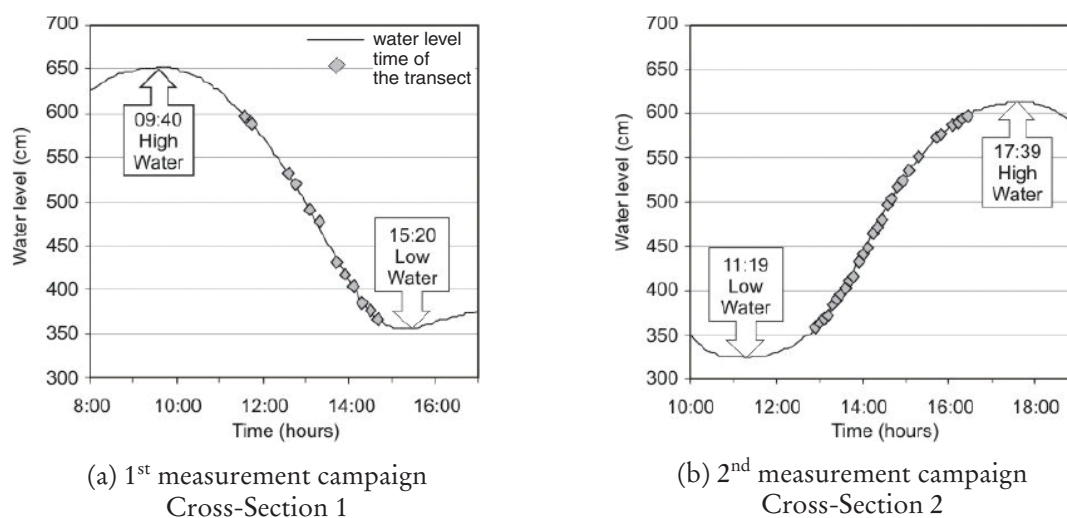 700
650
600
550
500
450
400
350
300
Water level (cm)
water level
time of
the transect
09:40
High
Water
15:20
Low
Water
8:00 10:00 12:00 14:00 16:00
Time (hours)
(a) 1st measurement campaign
Cross-Section 1
700
650
600
550
500
450
400
350
300
Water level (cm)
11:19
Low
Water
17:39
High
Water
10:00 12:00 14:00 16:00 18:00
Time (hours)
(b) 2nd measurement campaign
Cross-Section 2